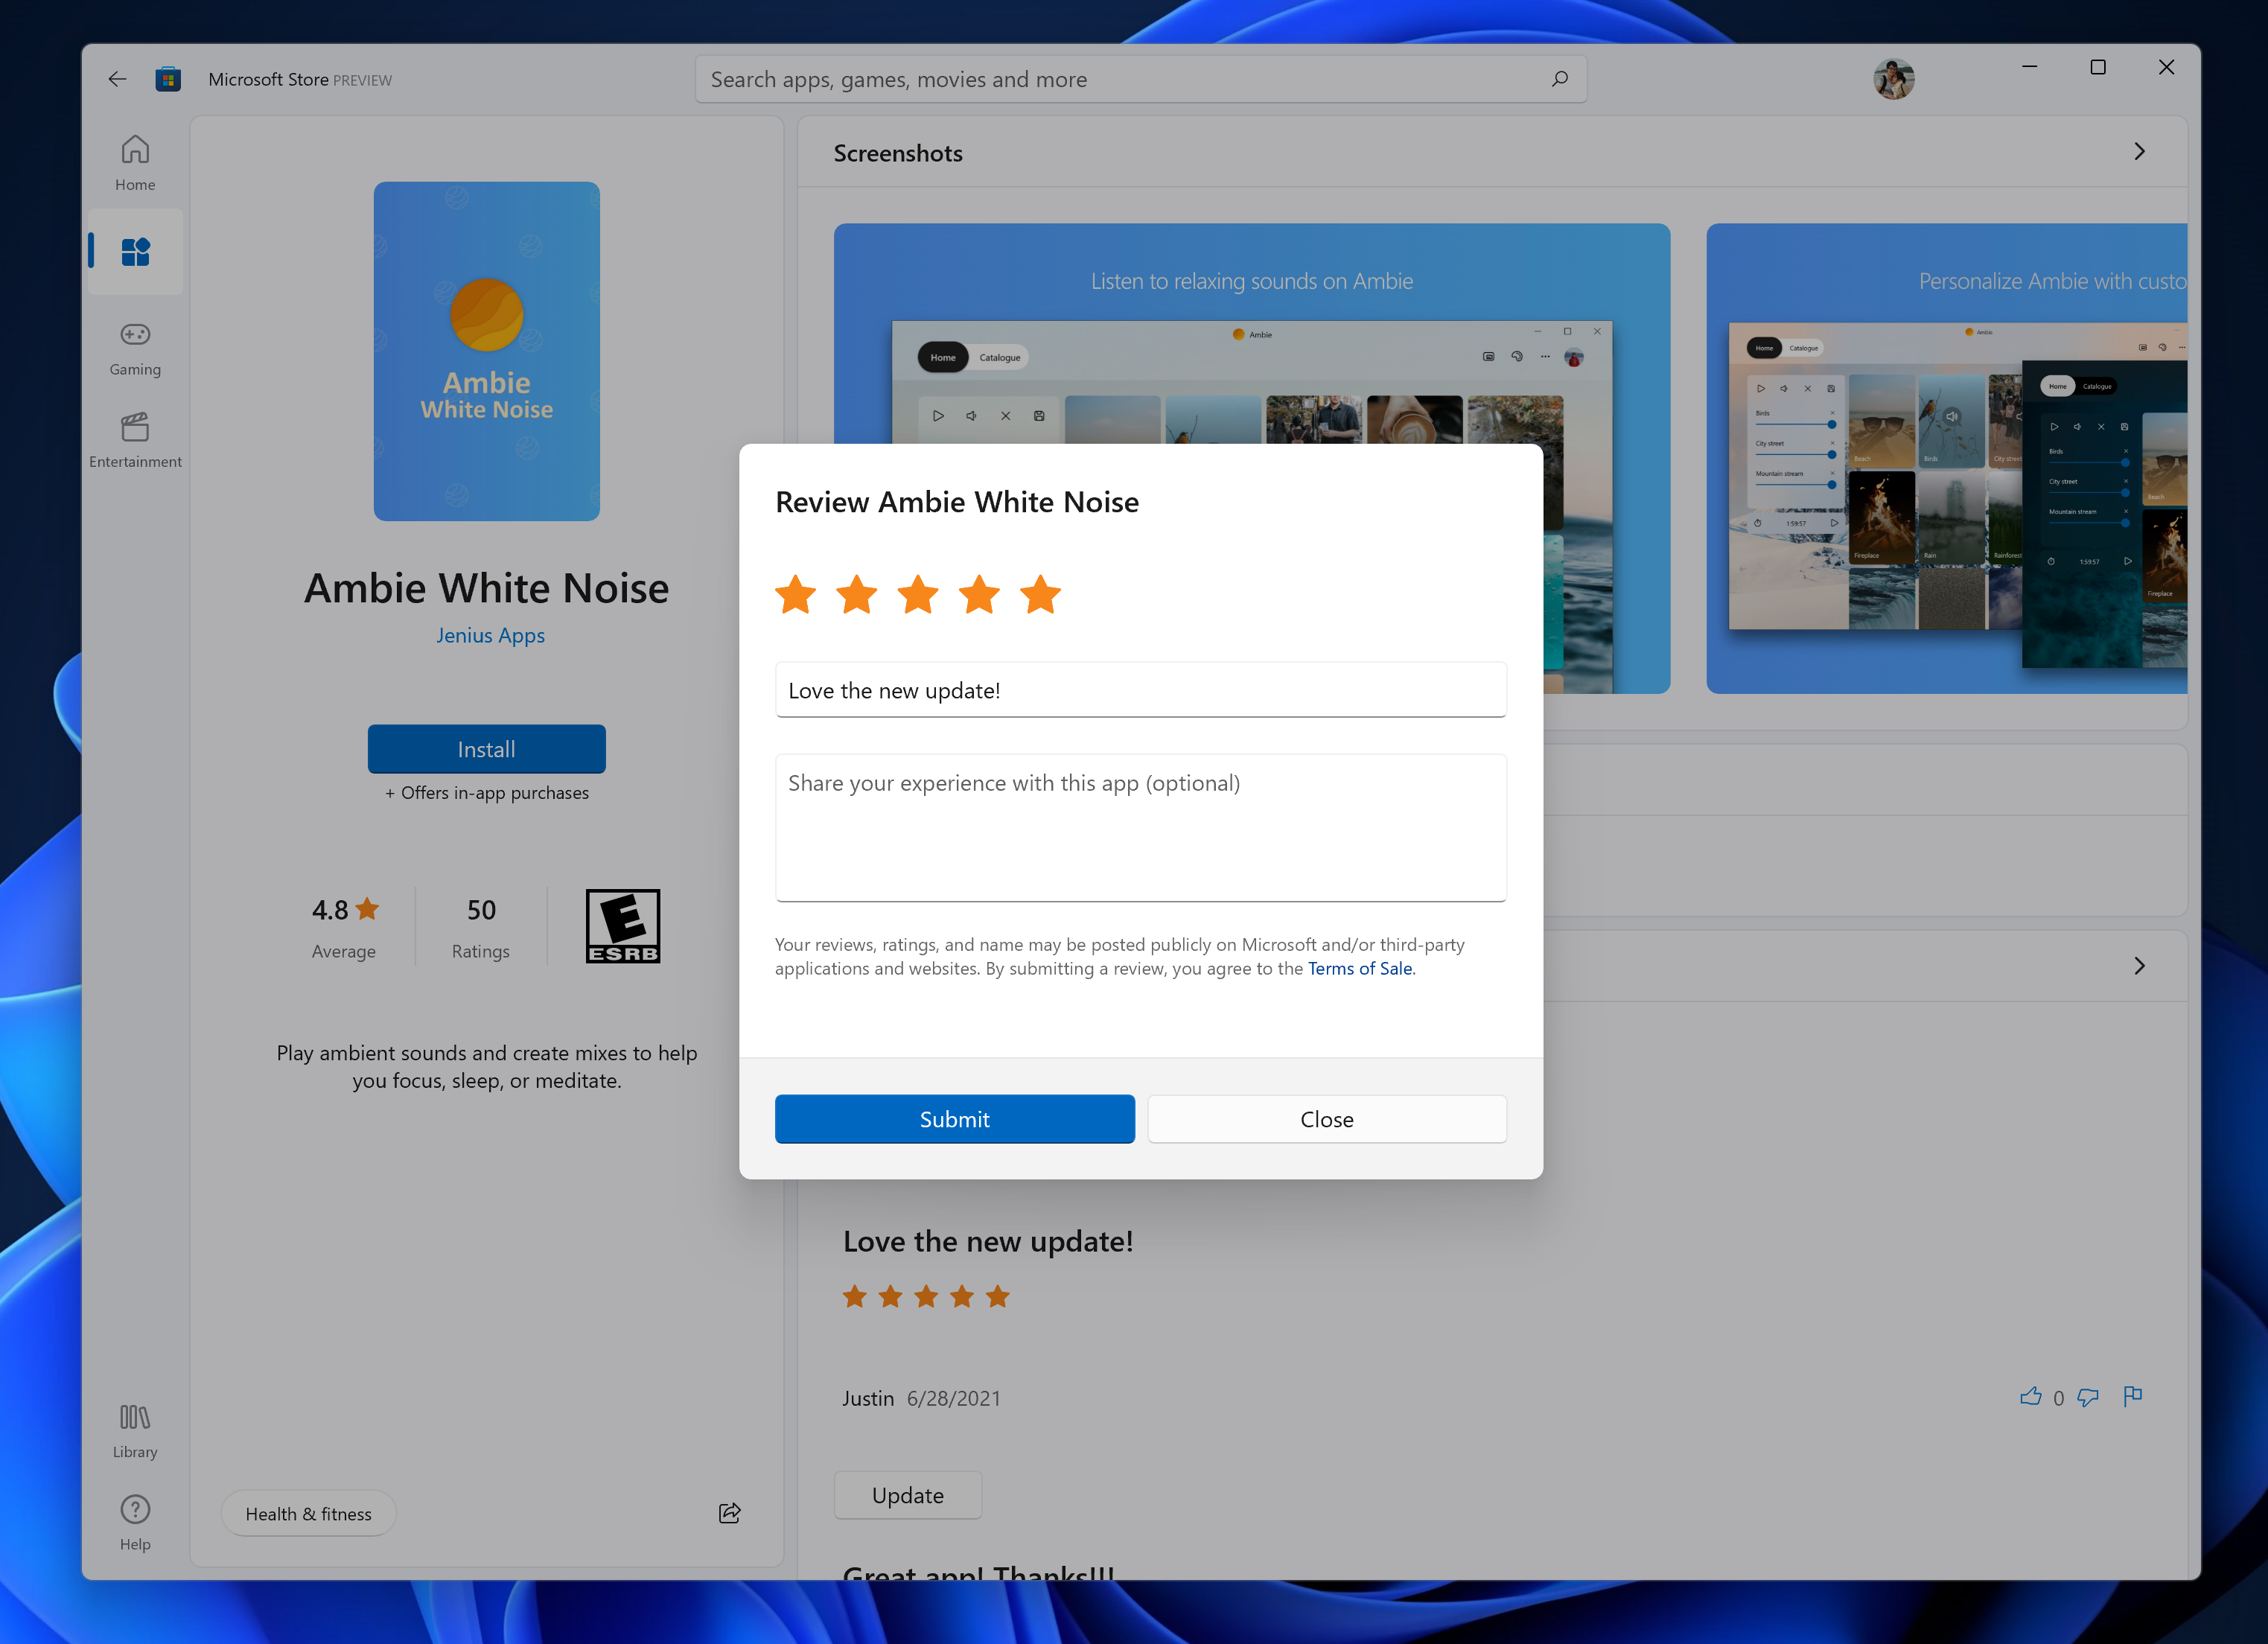 Microsoft Store PREVIEW
Search apps, games, movies and more
Home
Gaming
Entertainment
Library
Help
Ambie
White Noise
Ambie White Noise
Jenius Apps
Install
+ Offers in-app purchases
4.8
Average
50
Ratings
E
ESRB
Play ambient sounds and create mixes to help
you focus, sleep, or meditate.
Health & fitness
Screenshots
Listen to relaxing sounds on Ambie
Ambie
Home
Catalogue
Personalize Ambie with custo
Ambie
Home
Catalogue
Birds
City street
Mountain stream
1:59:57
Beach
Birds
City street
Fireplace
Rain
Rainforest
Home
Catalogue
Birds
City street
Mountain stream
1:59:57
Beach
Fireplace
Review Ambie White Noise
Love the new update!
Share your experience with this app (optional)
Your reviews, ratings, and name may be posted publicly on Microsoft and/or third-party
applications and websites. By submitting a review, you agree to the Terms of Sale.
Submit
Close
Love the new update!
Justin 6/28/2021
0
Update
Great app! Thanks!!!